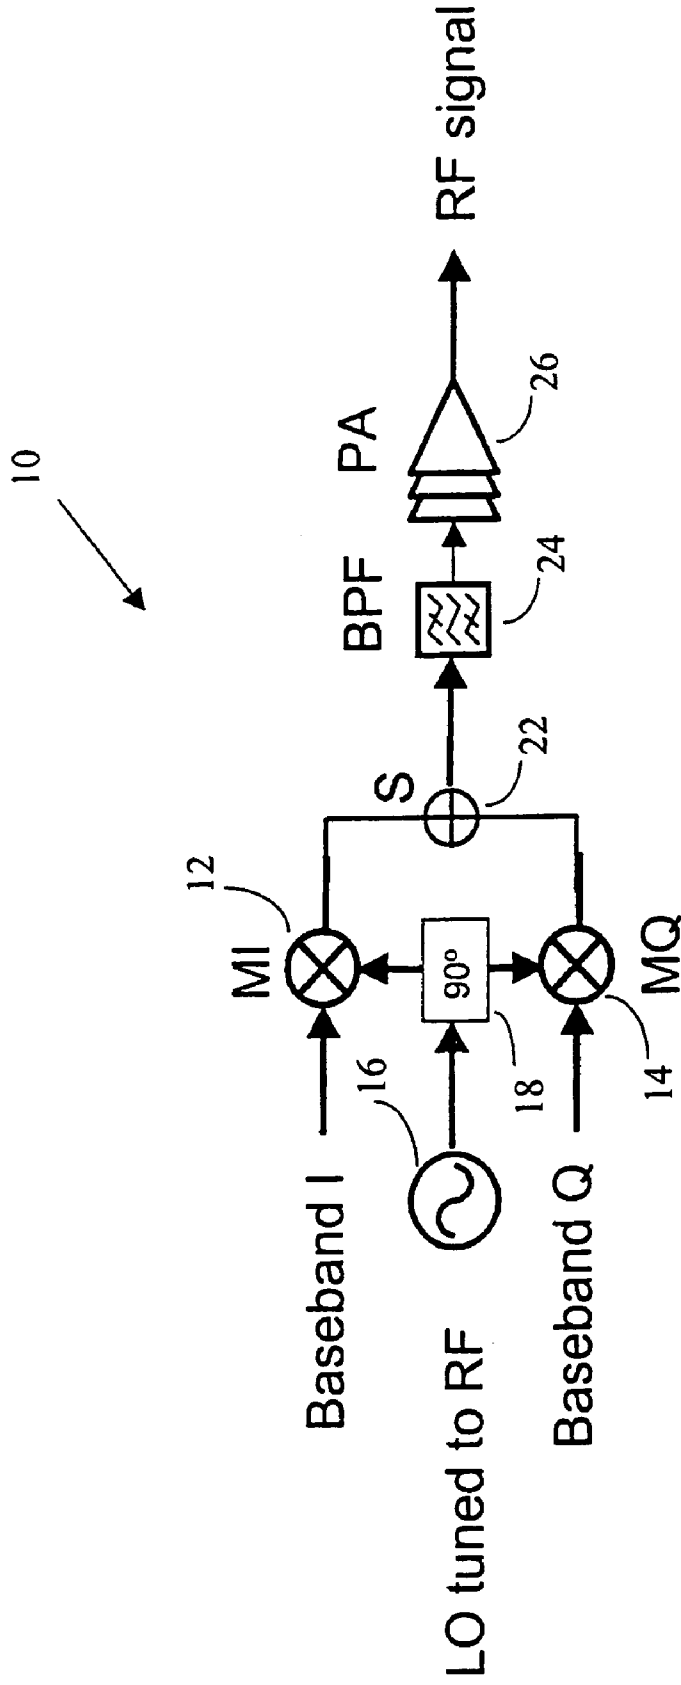 10
12
MI
Baseband I
16
LO tuned to RF
90º
18
S
22
BPF
24
PA
26
RF signal
Baseband Q
14
MQ